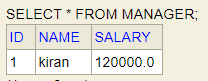 SELECT * FROM MANAGER;
ID NAME SALARY
1 kiran 120000.0